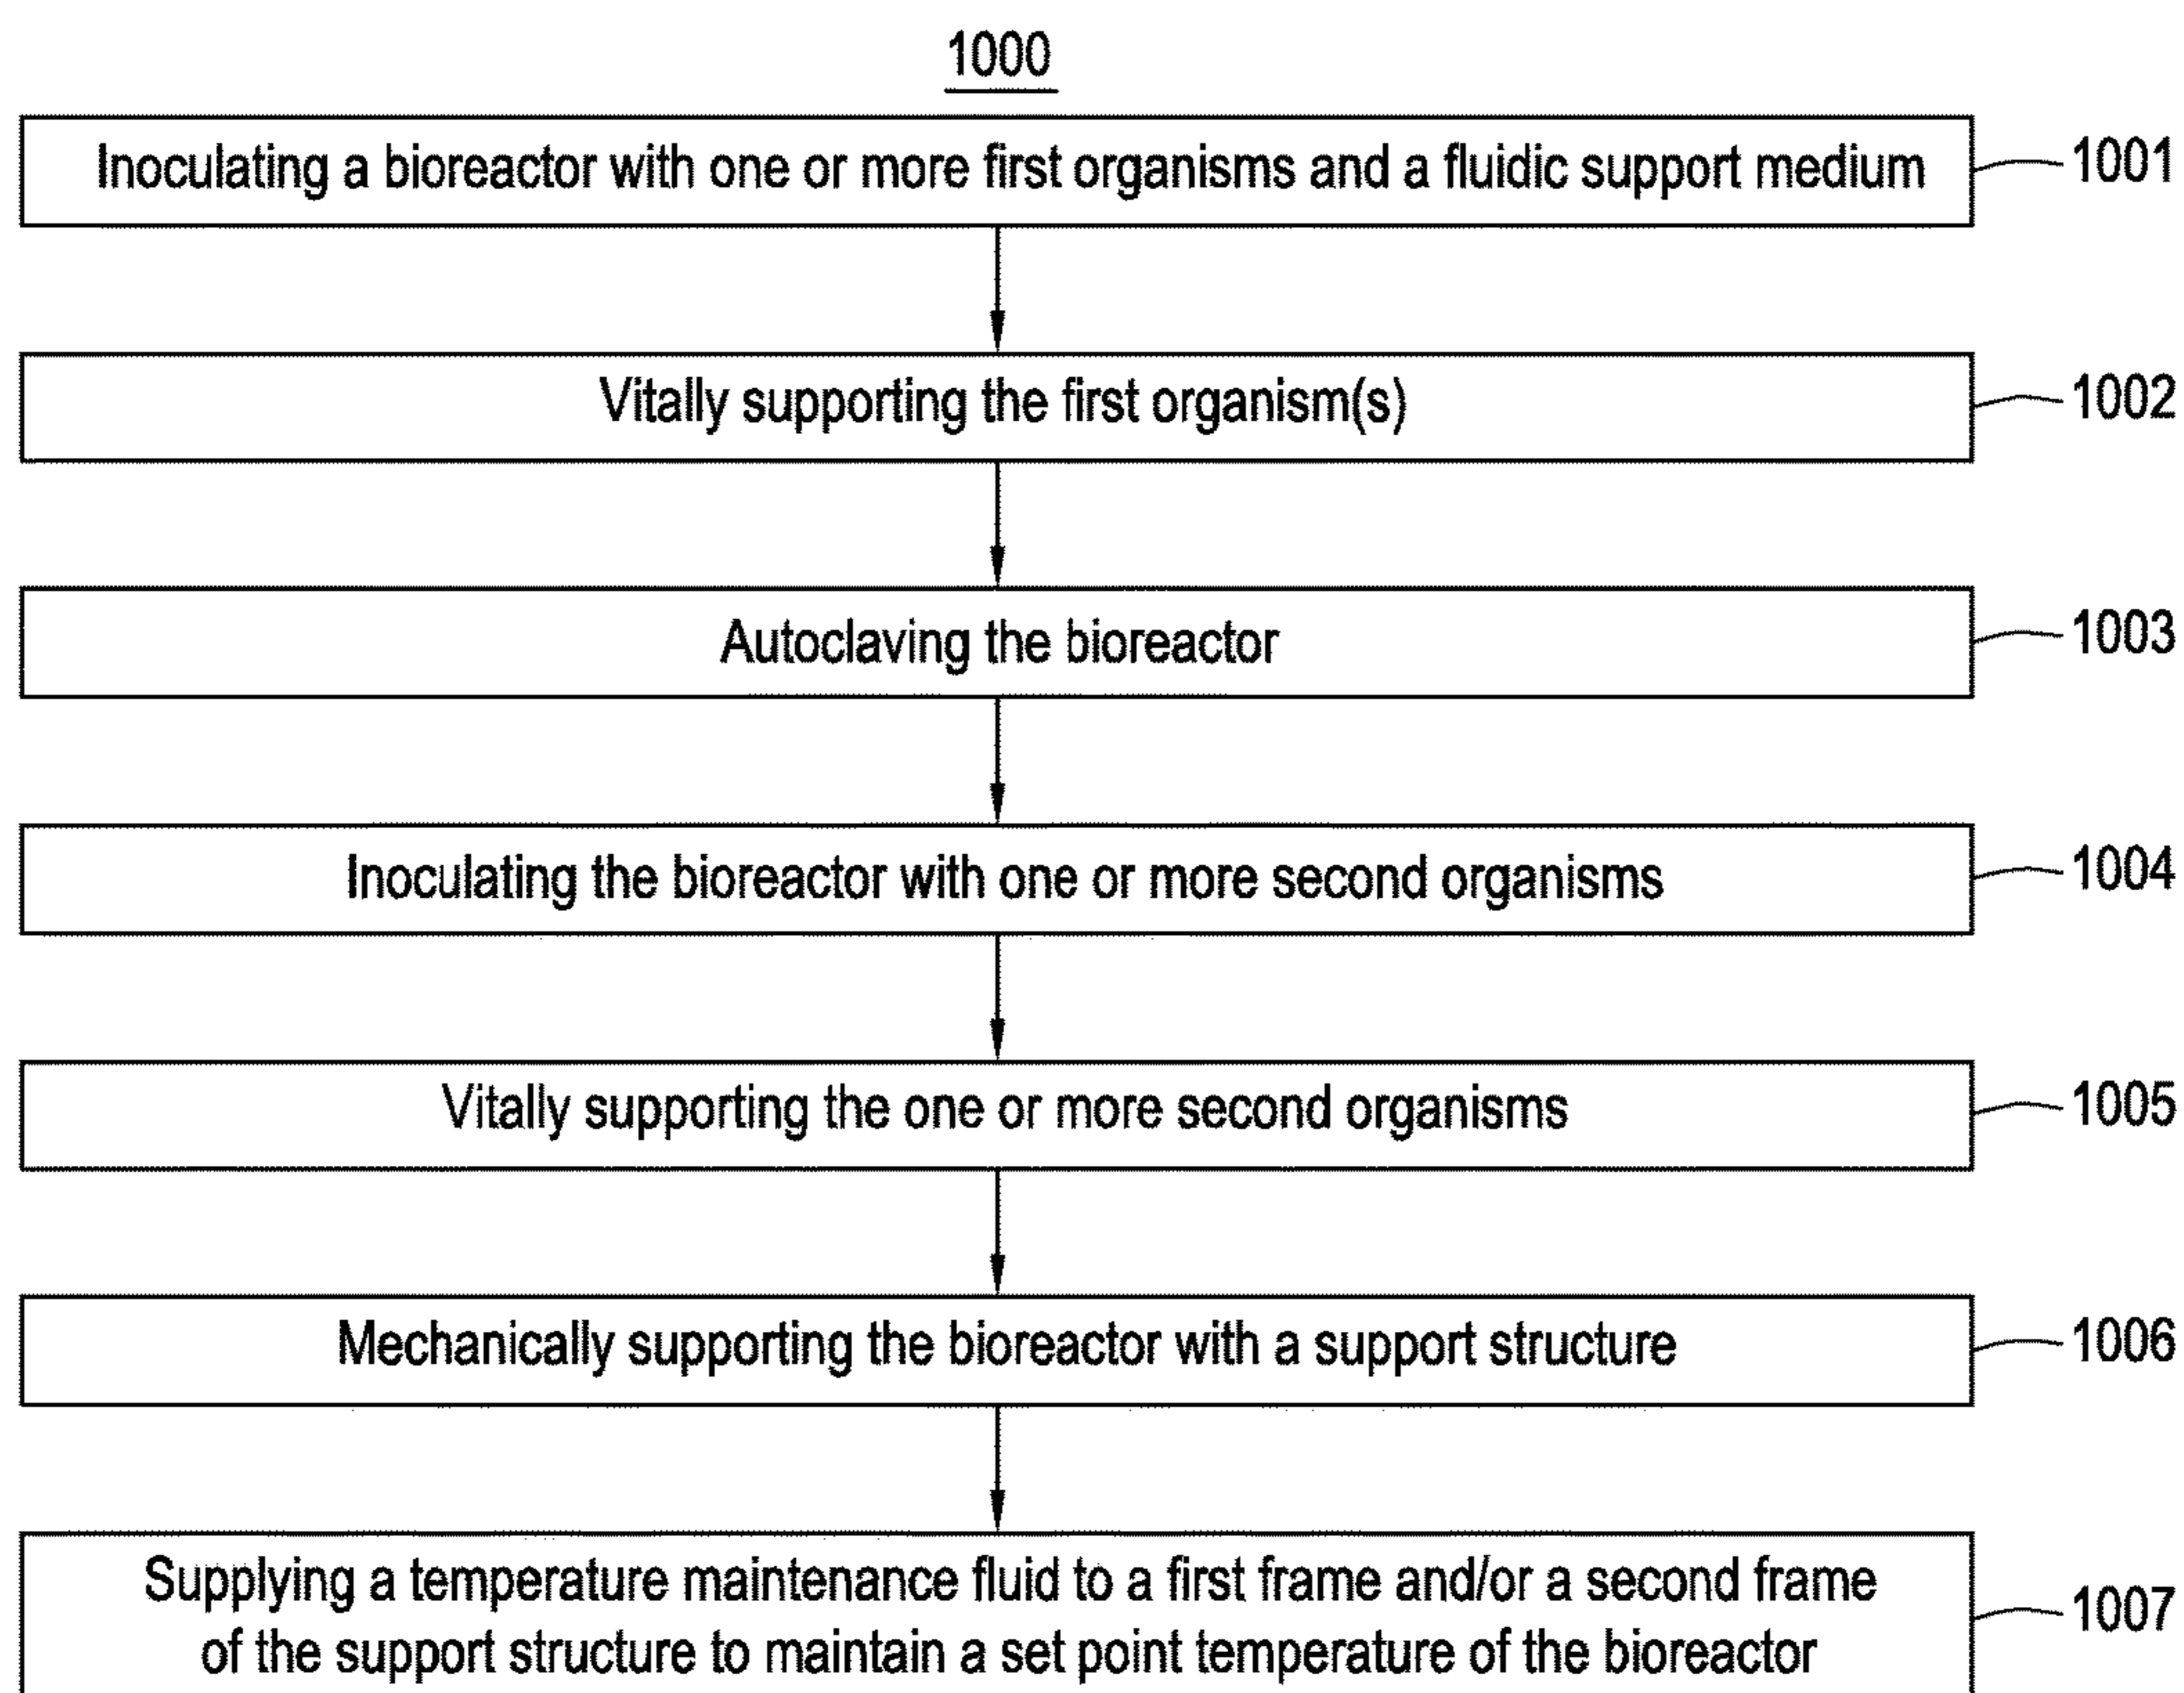 1000
Inoculating a bioreactor with one or more first organisms and a fluidic support medium
1001
Vitally supporting the first organism(s)
1002
Autoclaving the bioreactor
1003
Inoculating the bioreactor with one or more second organisms
1004
Vitally supporting the one or more second organisms
1005
Mechanically supporting the bioreactor with a support structure
1006
Supplying a temperature maintenance fluid to a first frame and/or a second frame
of the support structure to maintain a set point temperature of the bioreactor
1007